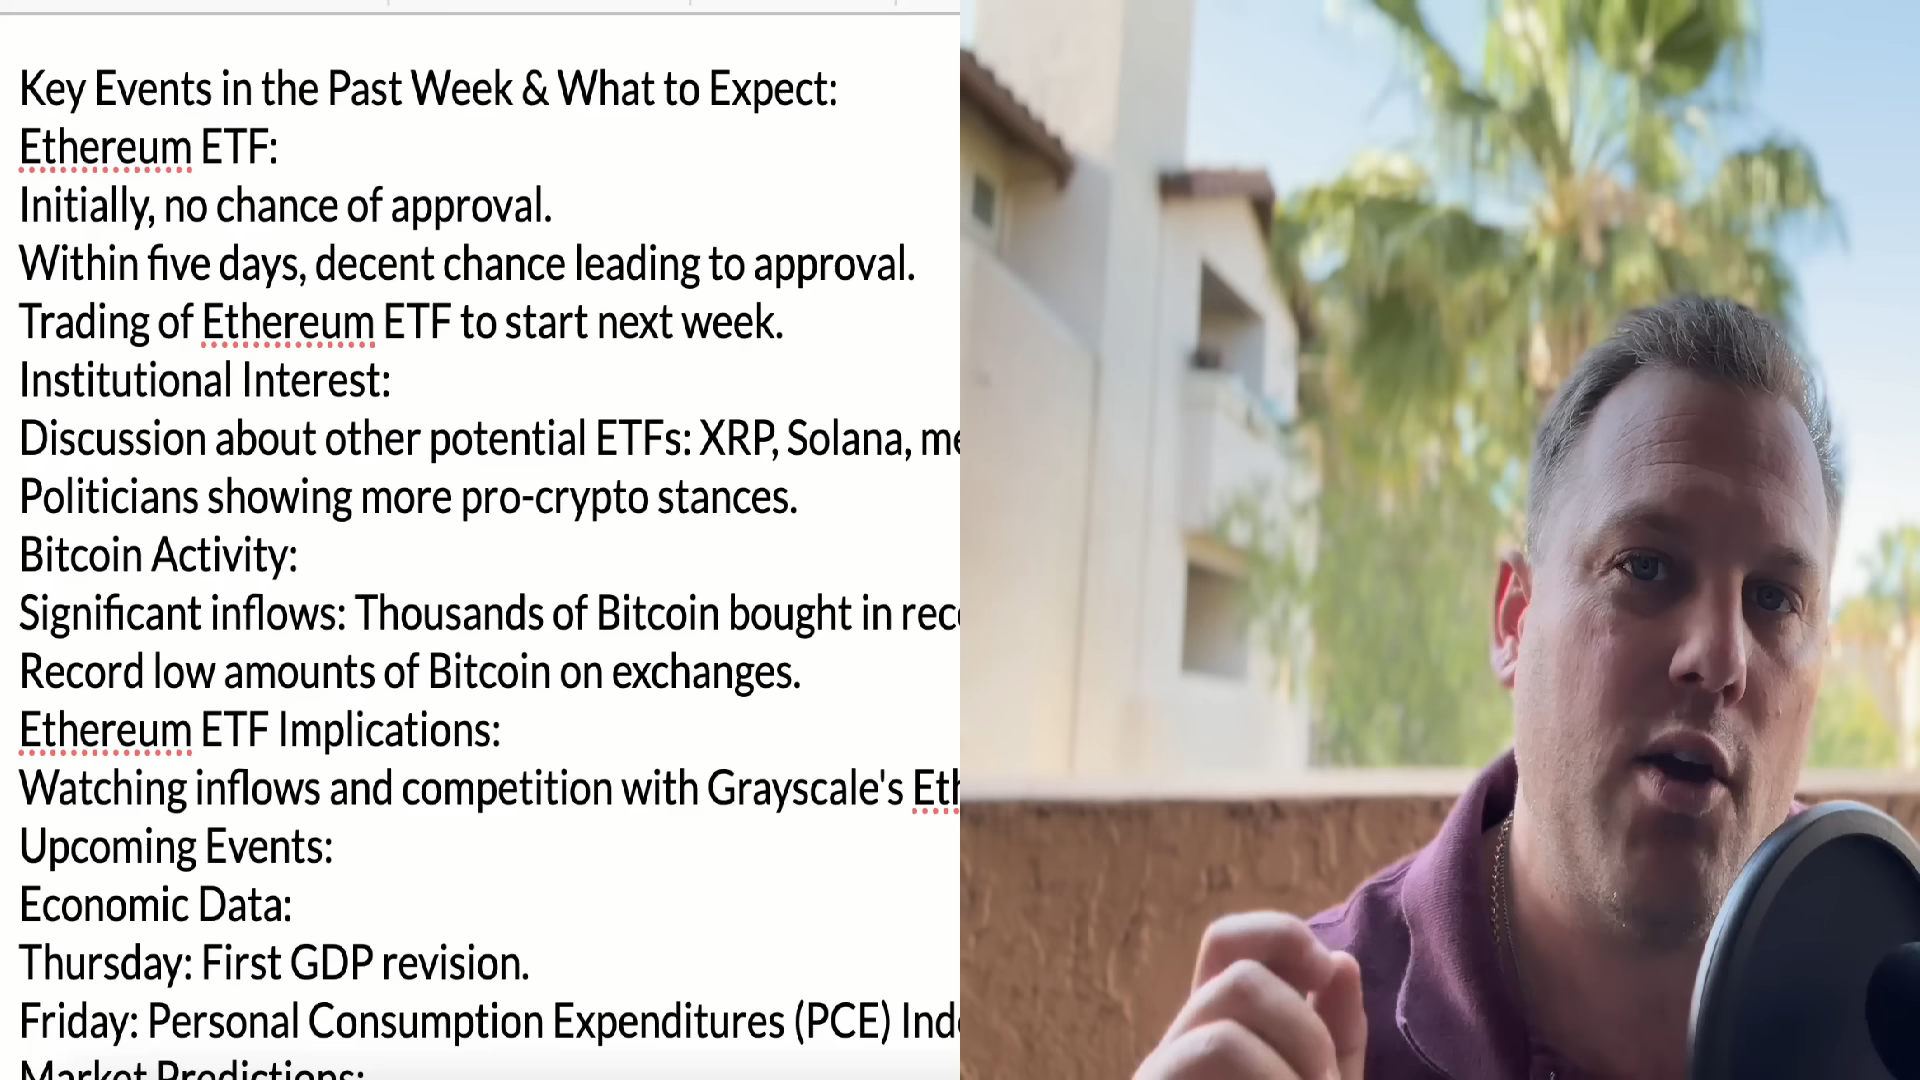 Key Events in the Past Week & What to Expect:
Ethereum ETF:
Initially, no chance of approval.
Within five days, decent chance leading to approval.
Trading of Ethereum ETF to start next week.
Institutional Interest:
Discussion about other potential ETFs: XRP, Solana,
Politicians showing more pro-crypto stances.
Bitcoin Activity:
Significant inflows: Thousands of Bitcoin bought in
Record low amounts of Bitcoin on exchanges.
Ethereum ETF Implications:
Watching inflows and competition with Grayscale's
Upcoming Events:
Economic Data:
Thursday: First GDP revision.
Friday: Personal Consumption Expenditures (PCE)
Market Predictions: